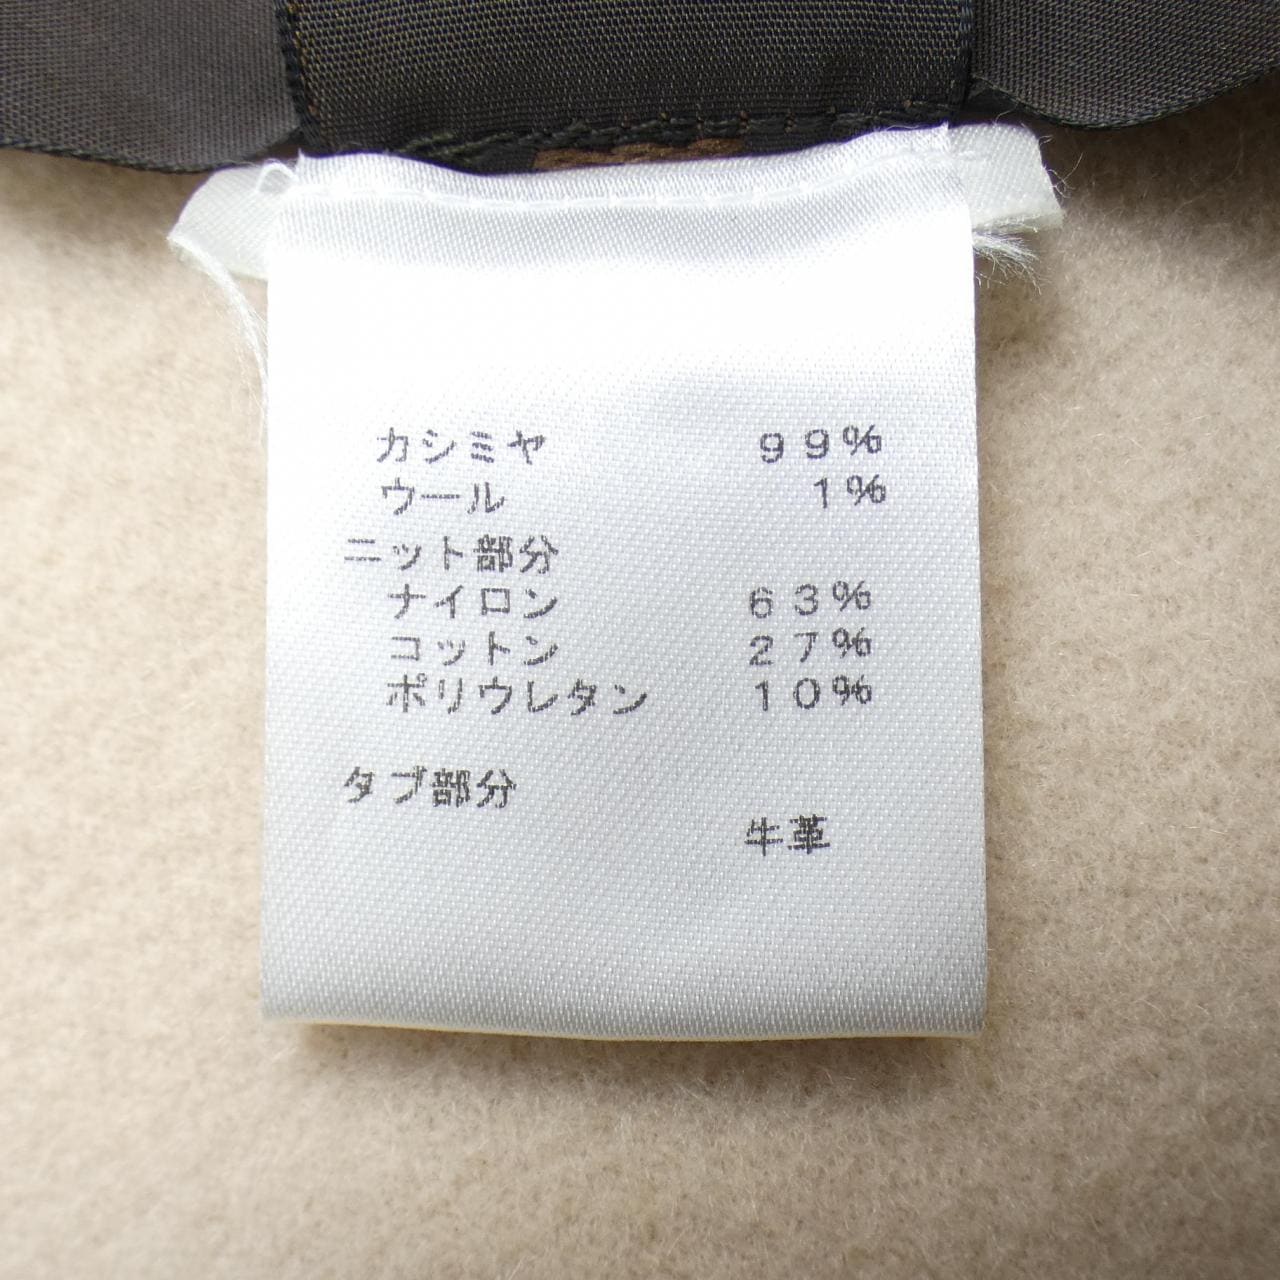 カシミヤ 99%
ウール 1%
ニット部分
ナイロン 63%
コットン 27%
ポリウレタン 10%
タブ部分
牛革